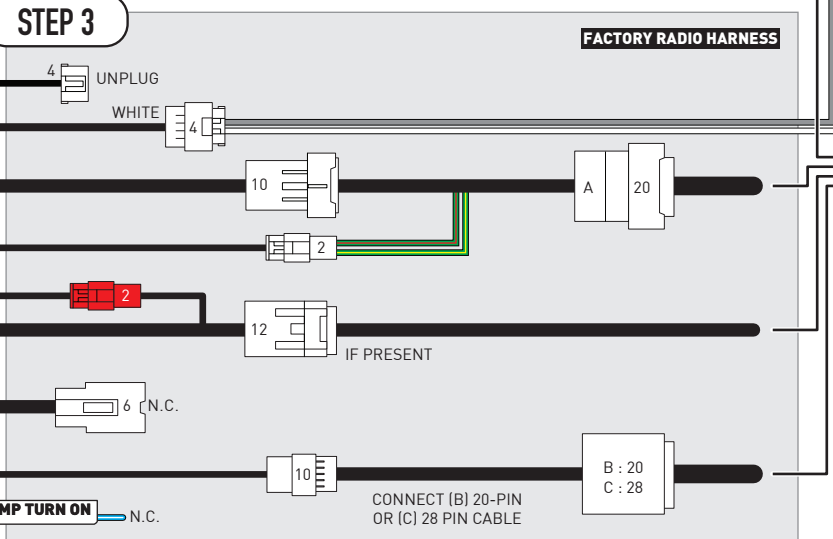 STEP 3
FACTORY RADIO HARNESS
4
UNPLUG
WHITE
4
10
A
20
2
2
12
IF PRESENT
6
N.C.
10
B : 20
C : 28
CONNECT (B) 20-PIN
OR (C) 28 PIN CABLE
MP TURN ON
N.C.